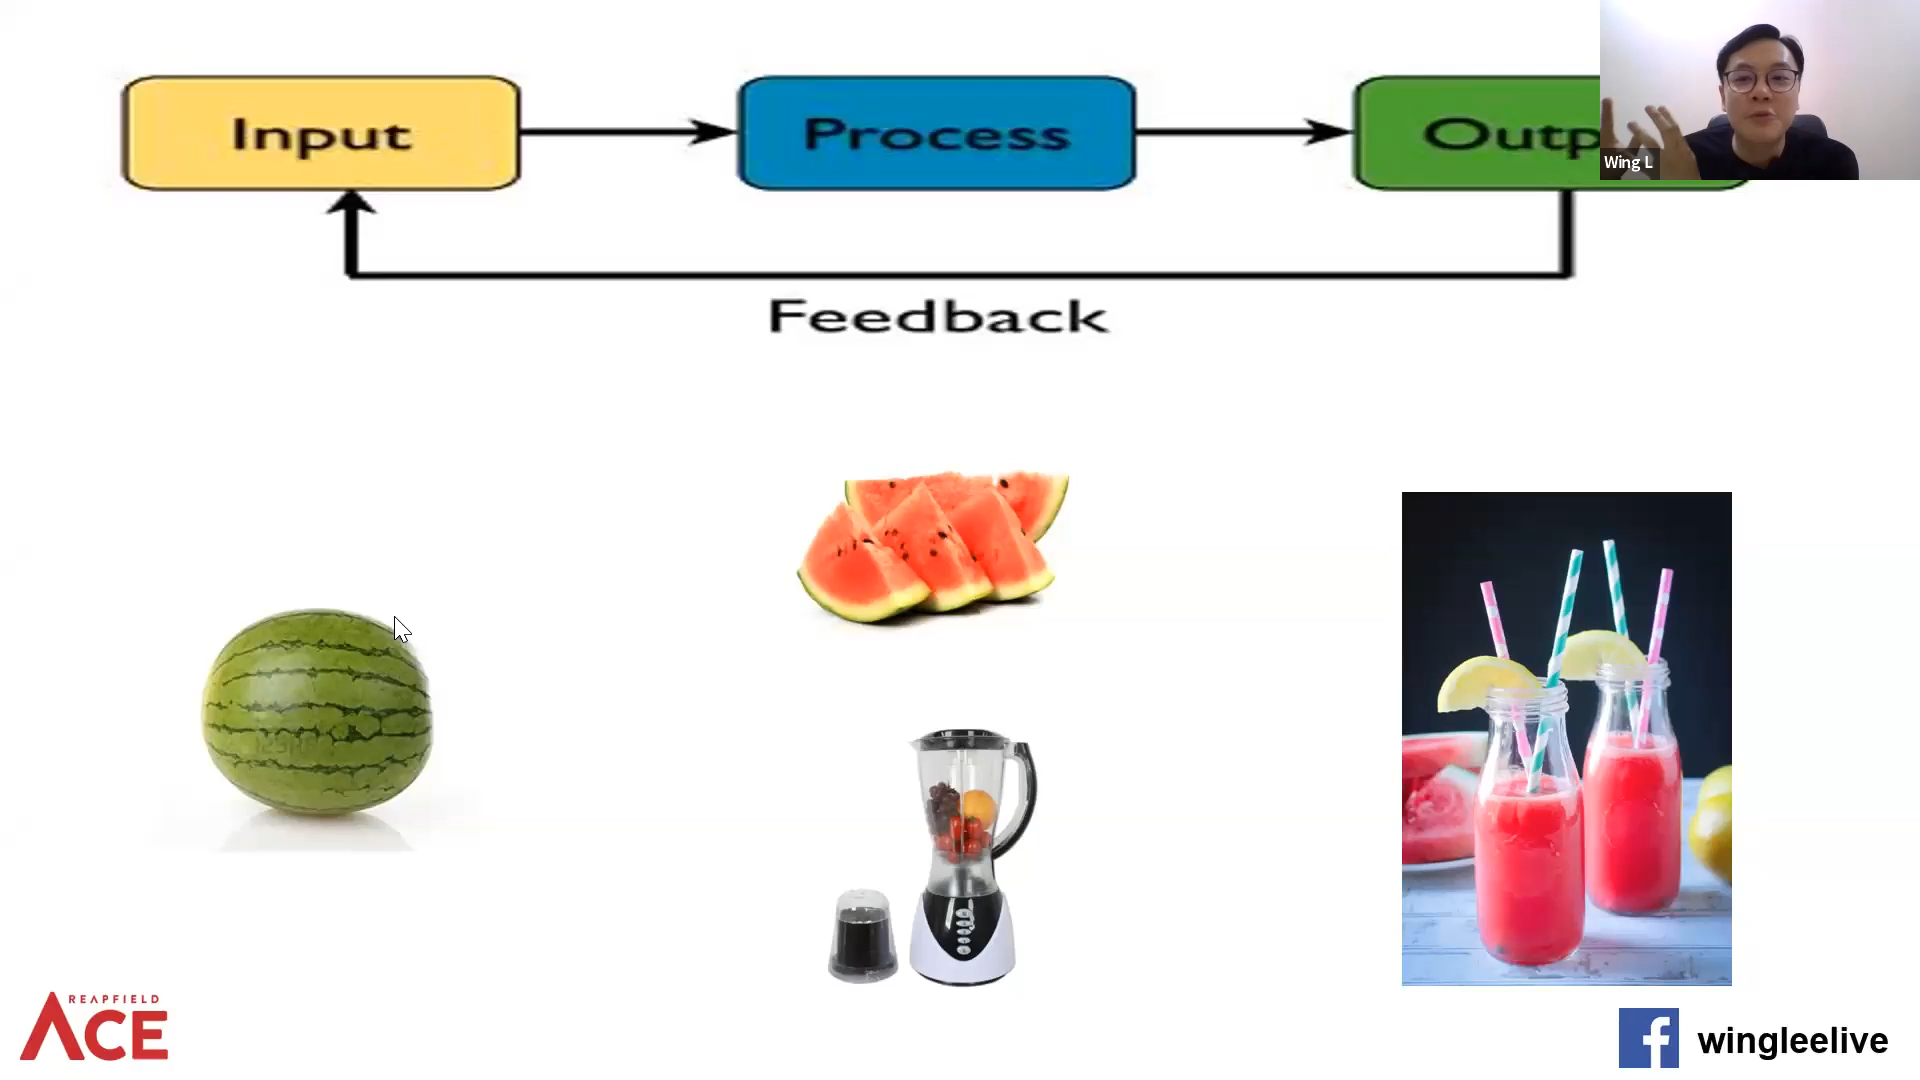 Input
Process
Outp
Wing L
Feedback
REAPFIELD
ACE
wingleelive